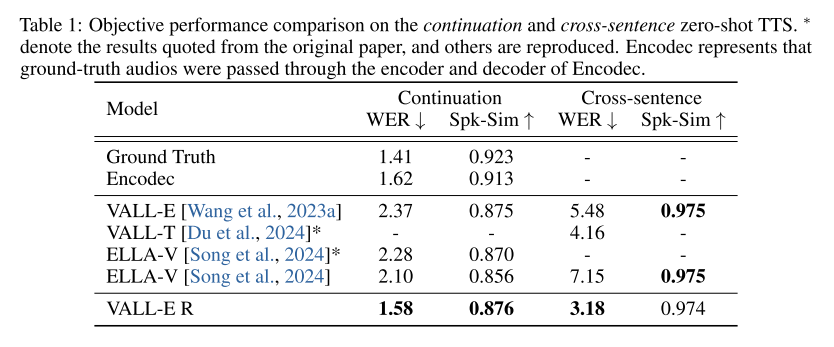 Table 1: Objective performance comparison on the continuation and cross-sentence zero-shot TTS. *
denote the results quoted from the original paper, and others are reproduced. Encodec represents that
ground-truth audios were passed through the encoder and decoder of Encodec.
Model Continuation Cross-sentence
WER ↓ Spk-Sim ↑ WER ↓ Spk-Sim ↑
Ground Truth 1.41 0.923 - -
Encodec 1.62 0.913 - -
VALL-E [Wang et al., 2023a] 2.37 0.875 5.48 0.975
VALL-T [Du et al., 2024]* - - 4.16 -
ELLA-V [Song et al., 2024]* 2.28 0.870 - -
ELLA-V [Song et al., 2024] 2.10 0.856 7.15 0.975
VALL-E R 1.58 0.876 3.18 0.974